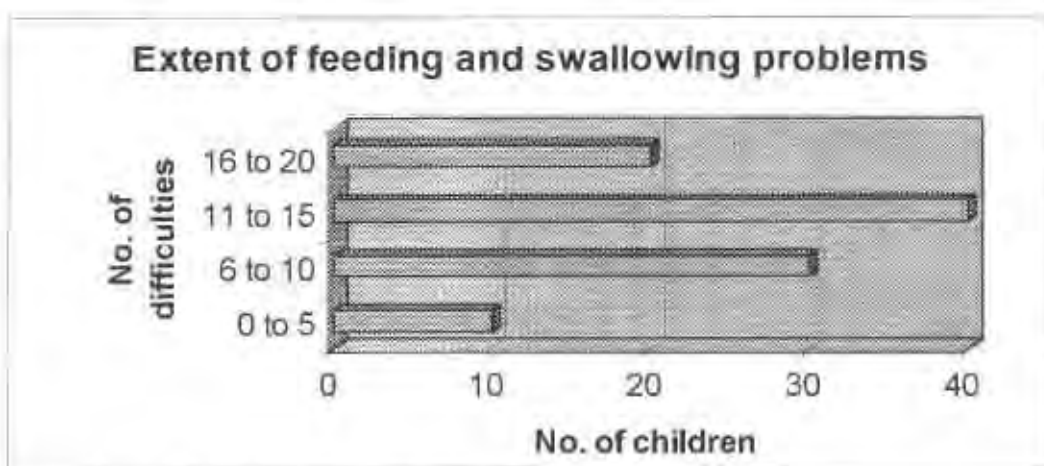 Extent of feeding and swallowing problems
No. of
difficulties
16 to 20
11 to 15
6 to 10
0 to 5
0 10 20 30 40
No. of children